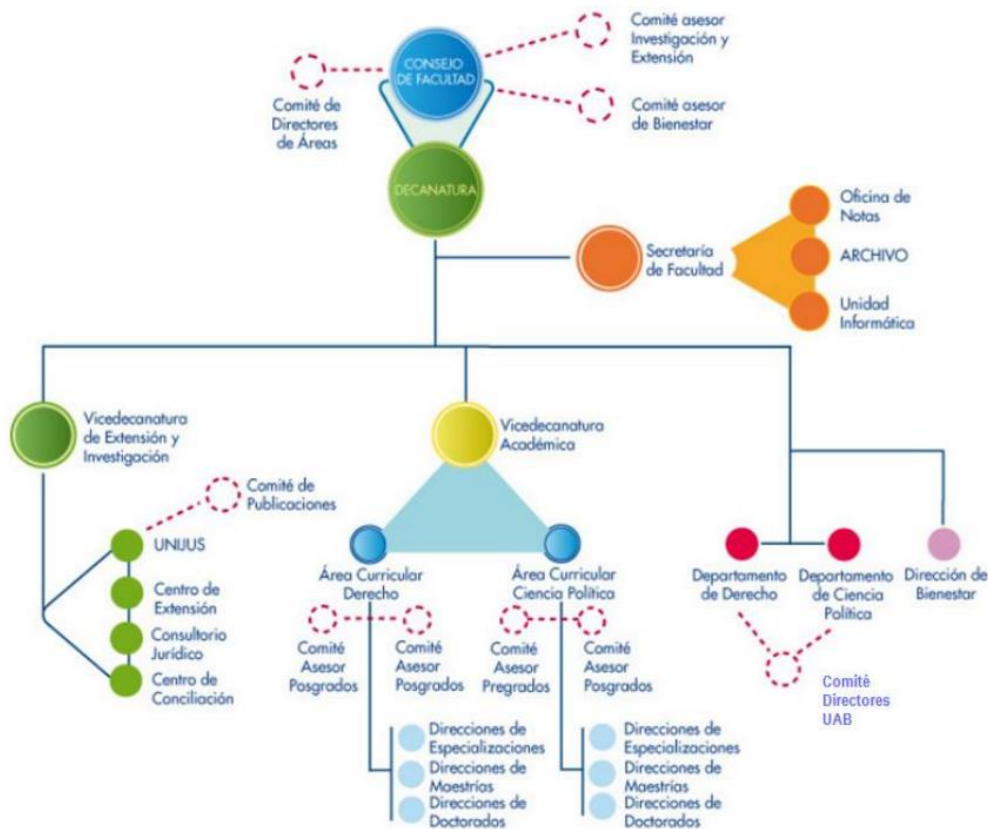 Comité asesor
Investigación y
Extensión
CONSEJO
DE FACULTAD
Comité de
Directores
de Áreas
Comité asesor
de Bienestar
DECANATURA
Oficina de
Notas
Secretaría
de Facultad
ARCHIVO
Unidad
Informática
Vicedecanatura
de Extensión y
Investigación
Vicedecanatura
Académica
Comité de
Publicaciones
UNIJUS
Centro de
Extensión
Consultorio
Jurídico
Centro de
Conciliación
Área Curricular
Derecho
Área Curricular
Ciencia Política
Departamento
de Derecho
Departamento
de Ciencia
Política
Dirección de
Bienestar
Comité
Asesor
Posgrados
Comité
Asesor
Posgrados
Comité
Asesor
Pregrados
Comité
Asesor
Posgrados
Comité
Directores
UAB
Direcciones de
Especializaciones
Direcciones de
Maestrías
Direcciones de
Doctorados
Direcciones de
Especializaciones
Direcciones de
Maestrías
Direcciones de
Doctorados